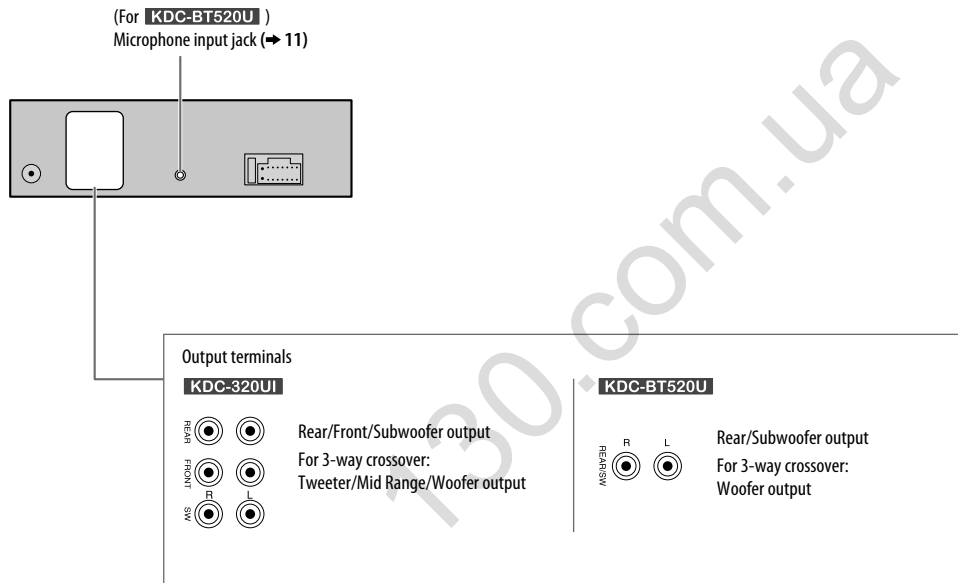 (For KDC-BT520U )
Microphone input jack (➜ 11)
Output terminals
KDC-320UI
REAR
FRONT
R L
SW
Rear/Front/Subwoofer output
For 3-way crossover:
Tweeter/Mid Range/Woofer output
KDC-BT520U
R L
REAR/SW
Rear/Subwoofer output
For 3-way crossover:
Woofer output
130.com.ua